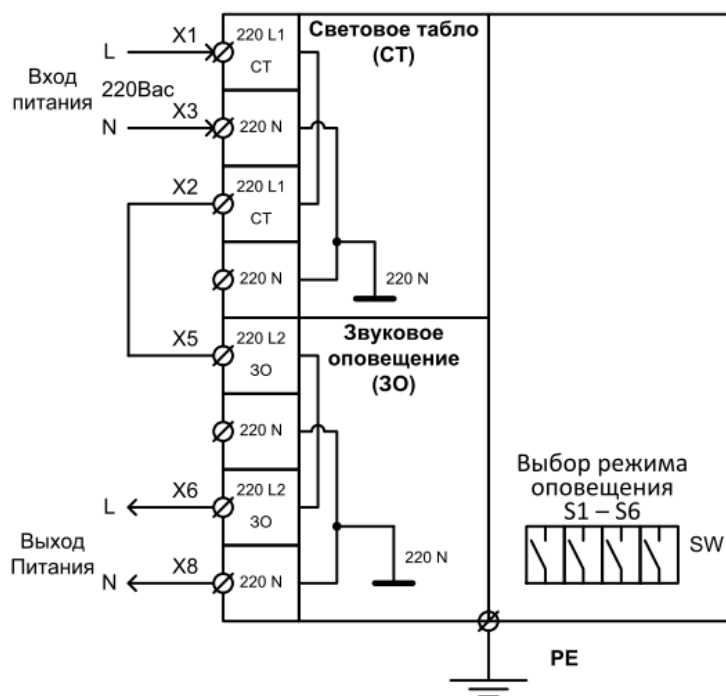 L
X1
220 L1
СТ
Световое табло
(СТ)
Вход
питания
220Вас
N
X3
220 N
X2
220 L1
СТ
220 N
220 N
X5
220 L2
ЗО
Звуковое
оповещение
(ЗО)
220 N
L
X6
220 L2
ЗО
Выход
Питания
N
X8
220 N
220 N
Выбор режима
оповещения
S1 – S6
SW
PE